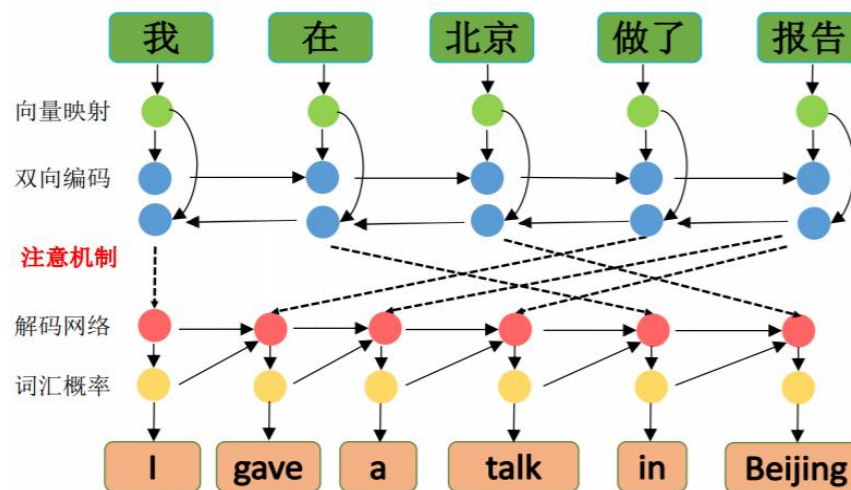 我 在 北京 做了 报告
向量映射
双向编码
注意机制
解码网络
词汇概率
I gave a talk in Beijing